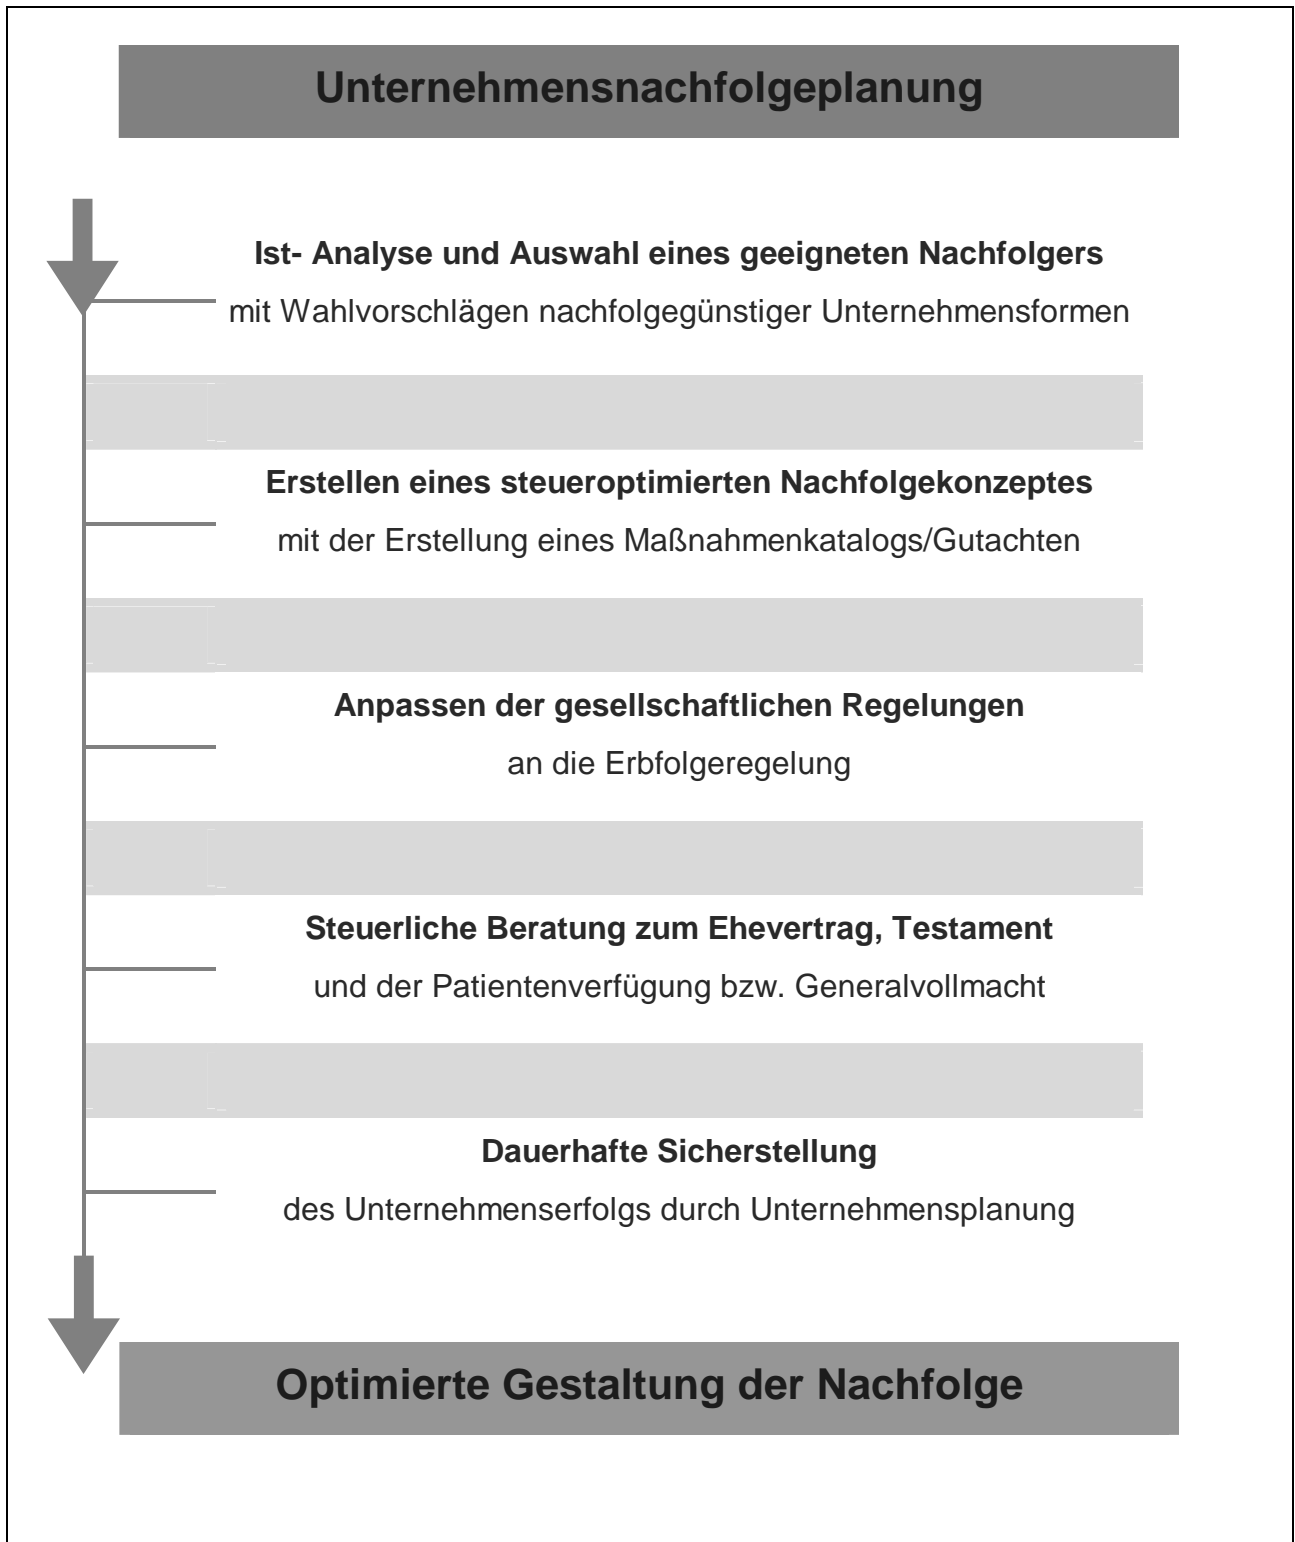 Unternehmensnachfolgeplanung
Ist- Analyse und Auswahl eines geeigneten Nachfolgers
mit Wahlvorschlägen nachfolgegünstiger Unternehmensformen
Erstellen eines steueroptimierten Nachfolgekonzeptes
mit der Erstellung eines Maßnahmenkatalogs/Gutachten
Anpassen der gesellschaftlichen Regelungen
an die Erbfolgeregelung
Steuerliche Beratung zum Ehevertrag, Testament
und der Patientenverfügung bzw. Generalvollmacht
Dauerhafte Sicherstellung
des Unternehmenserfolgs durch Unternehmensplanung
Optimierte Gestaltung der Nachfolge